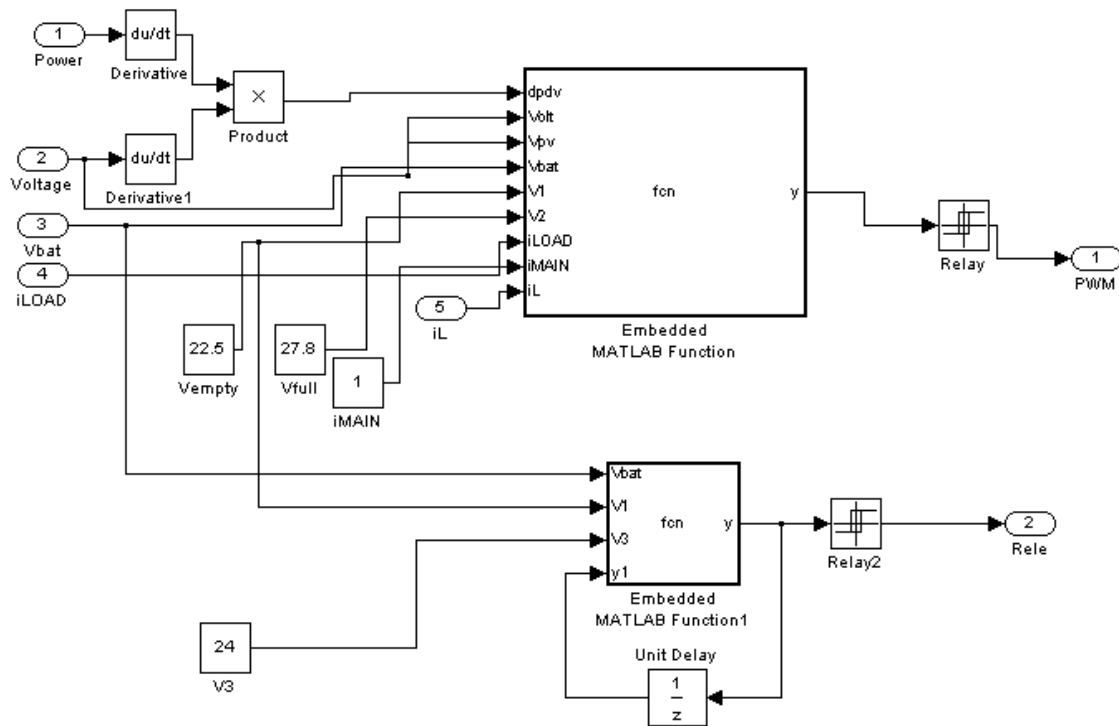 1
Power
du/dt
Derivative
×
Product
2
Voltage
du/dt
Derivative1
3
Vbat
4
iLOAD
5
iL
22.5
Vempty
27.8
Vfull
1
iMAIN
dpdv
Volt
Vpv
Vbat
V1
V2
iLOAD
iMAIN
iL
fcn
y
Embedded
MATLAB Function
Relay
1
PWM
Vbat
V1
V3
y1
fcn
y
Embedded
MATLAB Function1
Relay2
2
Rele
24
V3
Unit Delay
1
z